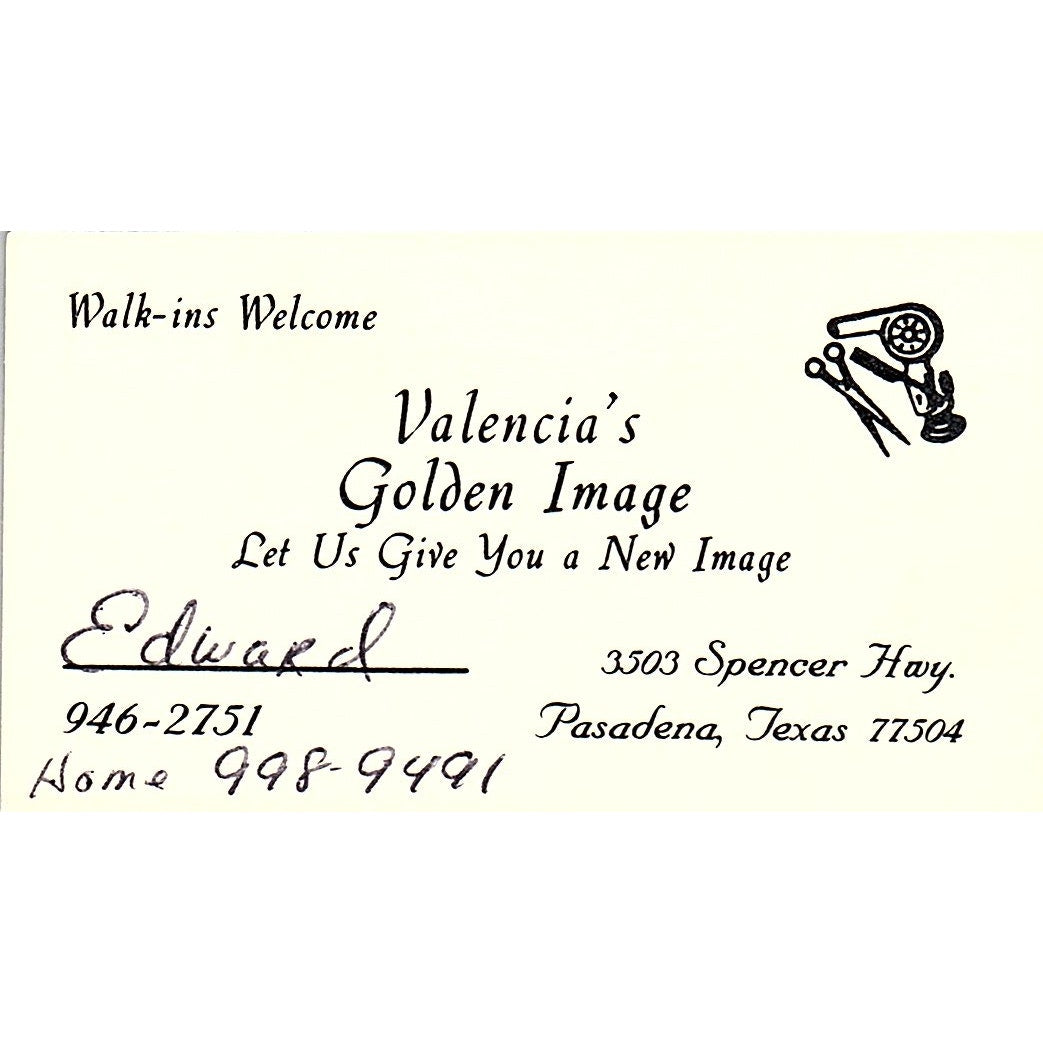 Walk-ins Welcome
Valencia's
Golden Image
Let Us Give You a New Image
Edward
3503 Spencer Hwy.
946-2751
Pasadena, Texas 77504
Home 998-9491